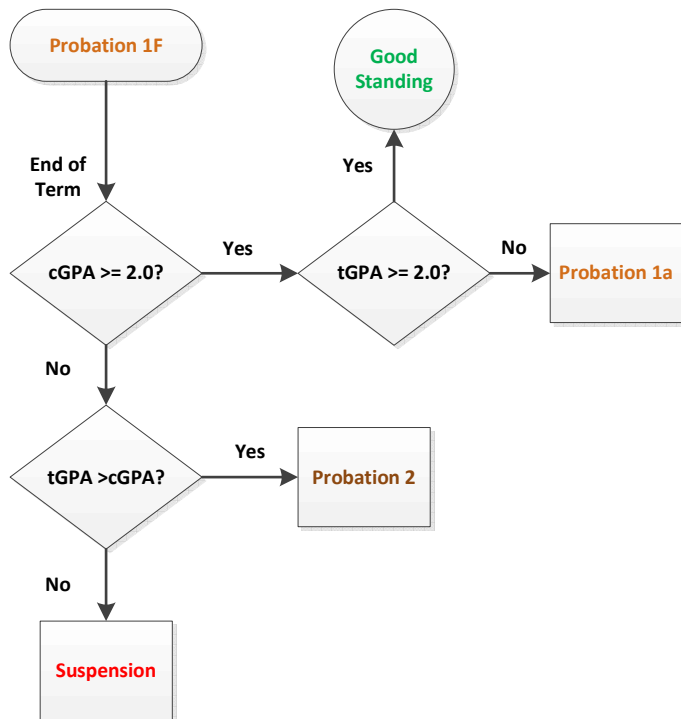 Probation 1F
Good
Standing
End of
Term
Yes
cGPA >= 2.0?
Yes
tGPA >= 2.0?
No
Probation 1a
No
tGPA >cGPA?
Yes
Probation 2
No
Suspension